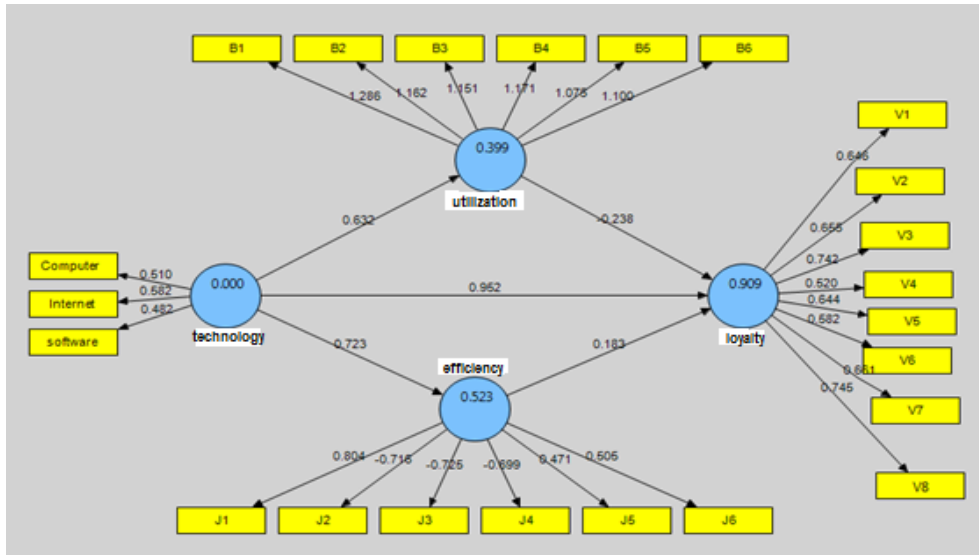 B1 B2 B3 B4 B5 B6
1.286 1.162 1.151 1.171 1.075 1.100
0.399
utilization
V1
0.646
V2
0.655
V3
0.742
V4
0.520
V5
0.644
V6
0.582
V7
0.661
V8
0.745
0.632
-0.238
Computer
0.510
Internet
0.582
software
0.482
0.000
technology
0.952
0.909
loyalty
0.723
0.183
efficiency
0.523
0.804 -0.716 -0.725 -0.699 0.471 0.505
J1 J2 J3 J4 J5 J6